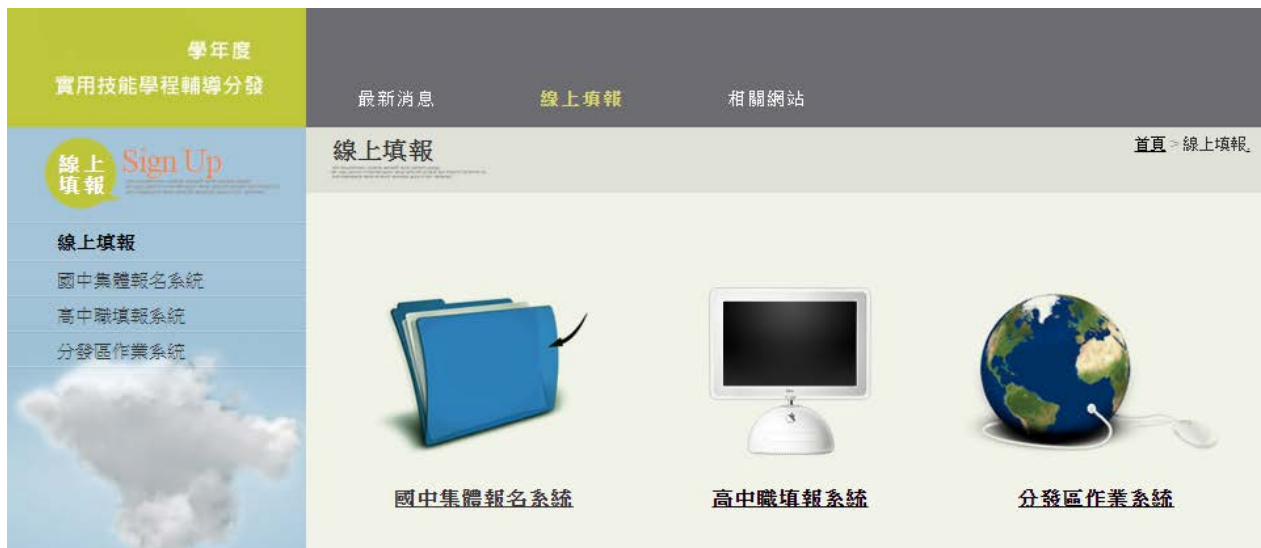 學年度
實用技能學程輔導分發
最新消息
線上填報
相關網站
線上
填報
Sign Up
線上填報
首頁 > 線上填報。
線上填報
國中集體報名系統
高中職填報系統
分發區作業系統
國中集體報名系統
高中職填報系統
分發區作業系統